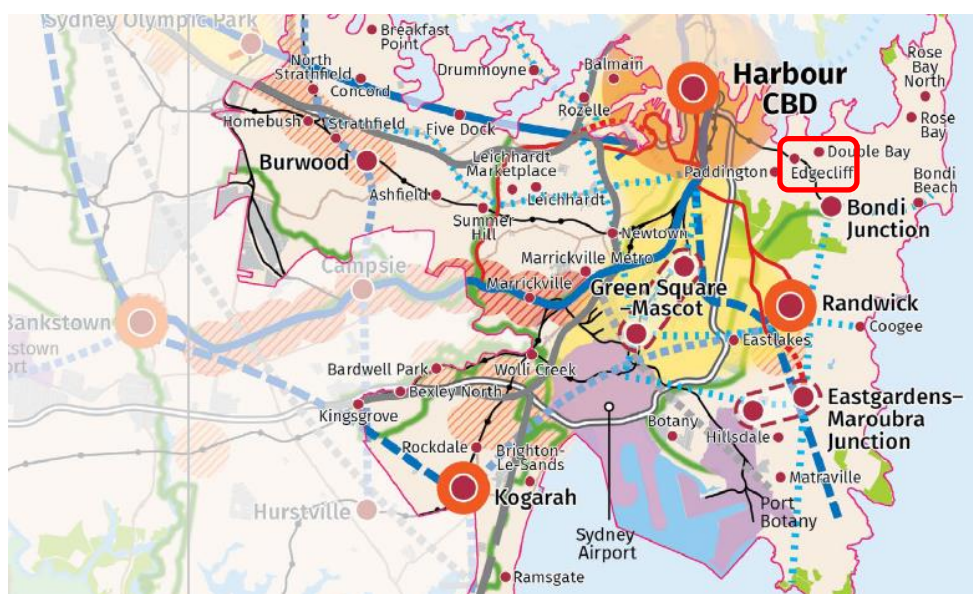 Sydney Olympic Park
Breakfast
Point
North
Strathfield
Concord
Drummoyne
Balmain
Harbour
CBD
Rose
Bay
North
Rozelle
Homebush
Strathfield
Five Dock
Rose
Bay
Burwood
Leichhardt
Marketplace
Paddington
Double Bay
Edgecliff
Bondi
Beach
Ashfield
Leichhardt
Summer
Hill
Newtown
Bondi
Junction
Marrickville Metro
Campsie
Marrickville
Green Square
–Mascot
Randwick
Bankstown
kstown
ort
Coogee
Eastlakes
Bardwell Park
Wolli Creek
Bexley North
Kingsgrove
Eastgardens–
Maroubra
Junction
Botany
Hillsdale
Rockdale
Brighton-
Le-Sands
Matraville
Kogarah
Port
Botany
Hurstville
Sydney
Airport
Ramsgate